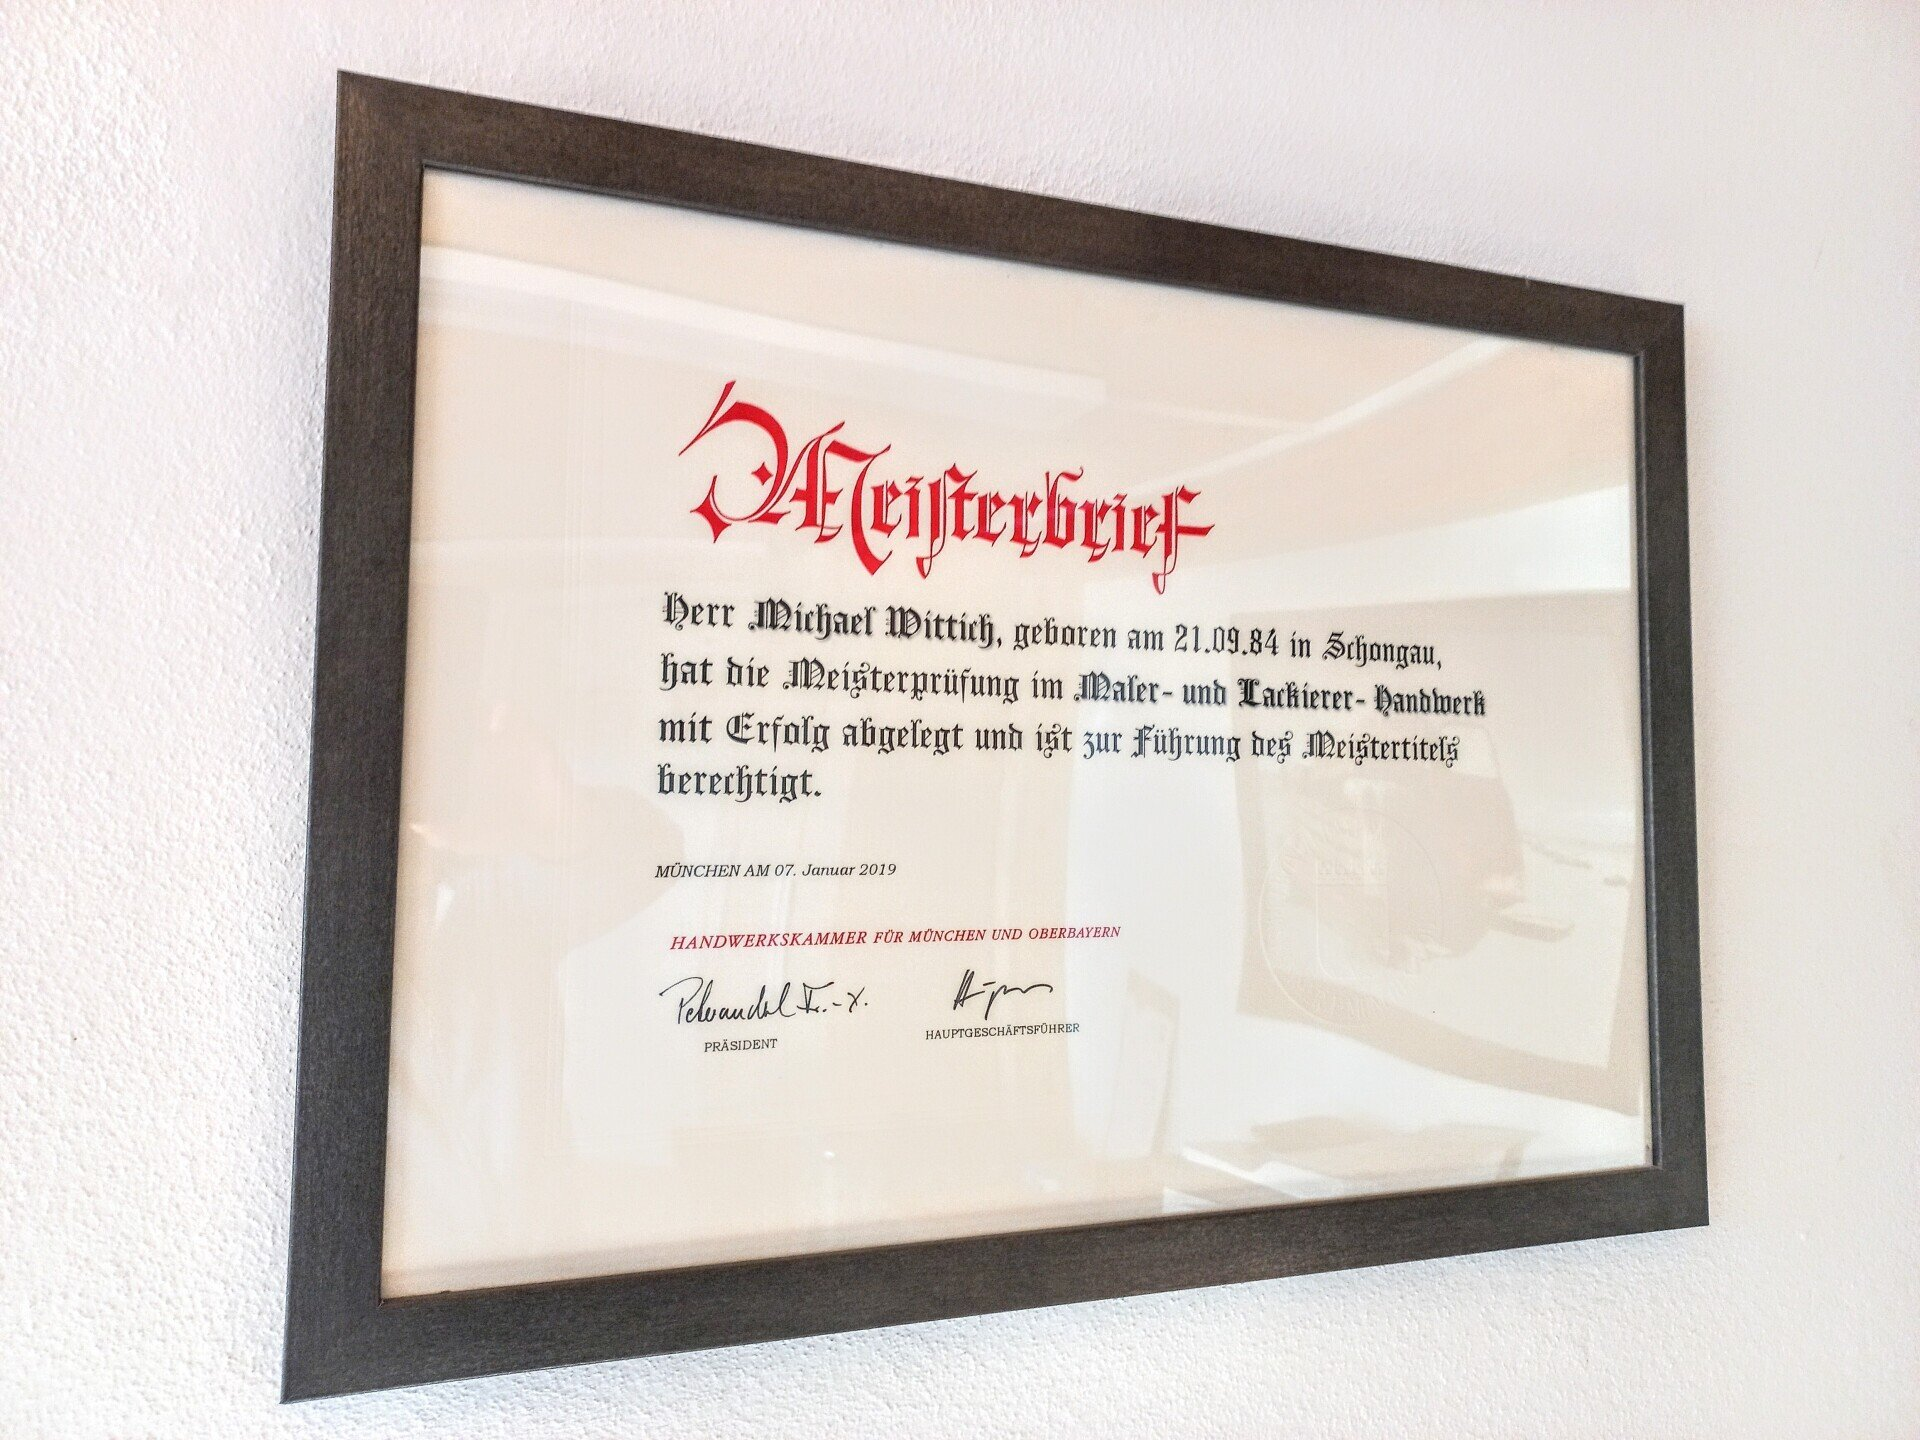 Meisterbrief
Herr Michael Wittich, geboren am 21.09.84 in Schongau,
hat die Meisterprüfung im Maler- und Lackierer-Handwerk
mit Erfolg abgelegt und ist zur Führung des Meistertitels
berechtigt.
MÜNCHEN AM 07. Januar 2019
HANDWERKSKAMMER FÜR MÜNCHEN UND OBERBAYERN
PRÄSIDENT
HAUPTGESCHÄFTSFÜHRER